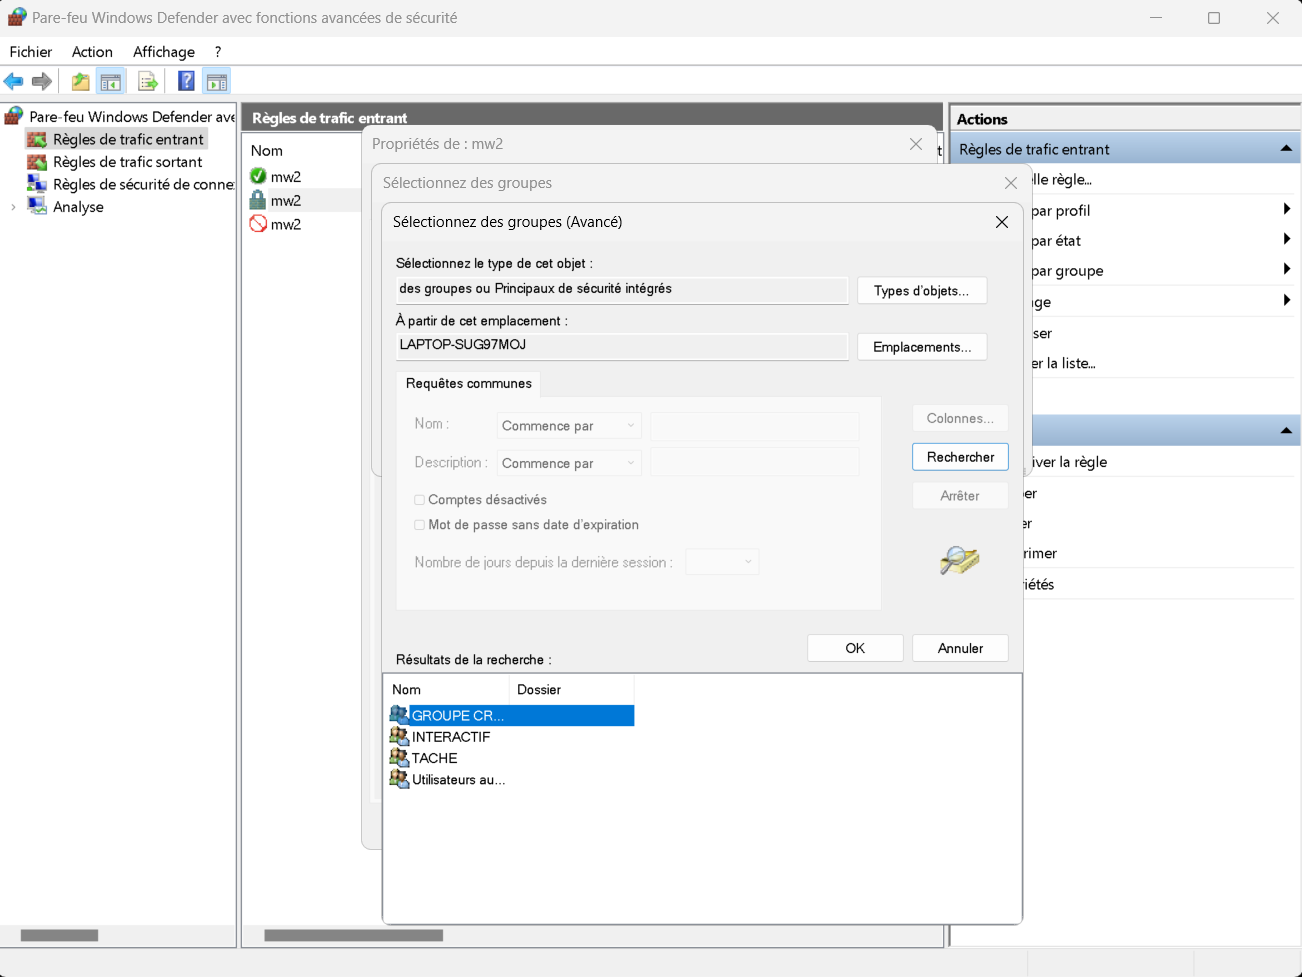 Pare-feu Windows Defender avec fonctions avancées de sécurité
Fichier Action Affichage ?
Pare-feu Windows Defender ave
Règles de trafic entrant
Règles de trafic sortant
Règles de sécurité de conne
Analyse
Règles de trafic entrant
Nom
mw2
mw2
mw2
Propriétés de : mw2
Sélectionnez des groupes
Sélectionnez des groupes (Avancé)
Sélectionnez le type de cet objet :
des groupes ou Principaux de sécurité intégrés
Types d'objets...
À partir de cet emplacement :
LAPTOP-SUG97MOJ
Emplacements...
Requêtes communes
Nom : Commence par
Description : Commence par
Comptes désactivés
Mot de passe sans date d'expiration
Nombre de jours depuis la dernière session :
Colonnes...
Rechercher
Arrêter
OK
Annuler
Résultats de la recherche :
Nom Dossier
GROUPE CR...
INTERACTIF
TACHE
Utilisateurs au...
Actions
Règles de trafic entrant
lle règle...
par profil
par état
par groupe
ge
ser
er la liste...
iver la règle
er
er
rimer
riétés